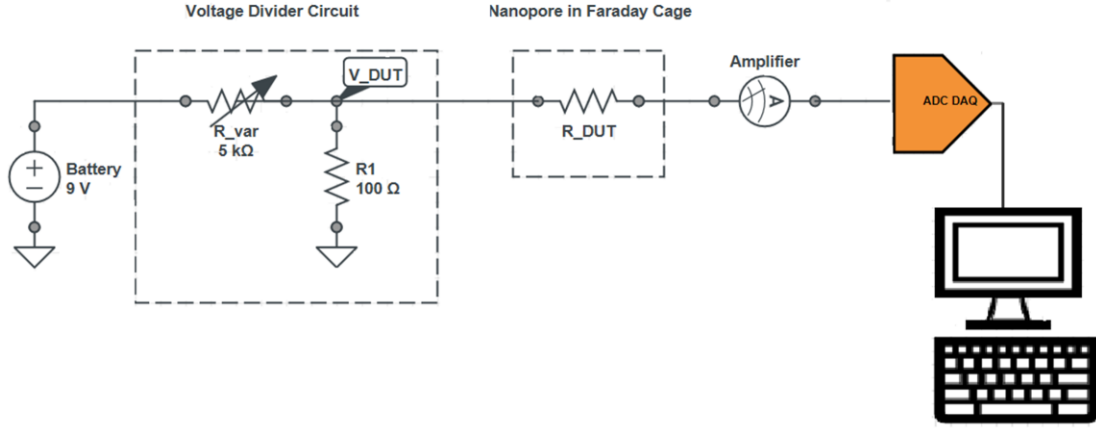 Voltage Divider Circuit
Nanopore in Faraday Cage
V_DUT
Amplifier
A
ADC DAQ
R_var
5 kΩ
R_DUT
Battery
9 V
R1
100 Ω